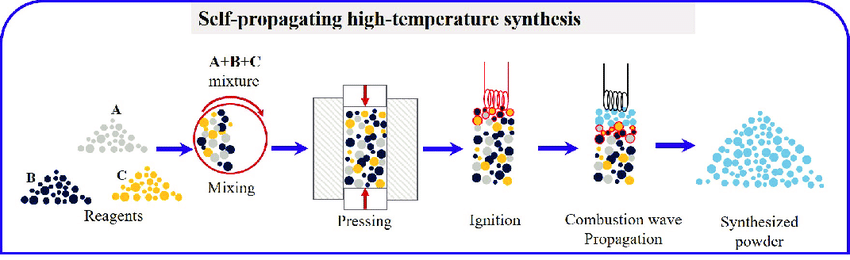 Self-propagating high-temperature synthesis
A+B+C
mixture
A
B
C
Reagents
Mixing
Pressing
Ignition
Combustion wave
Propagation
Synthesized
powder